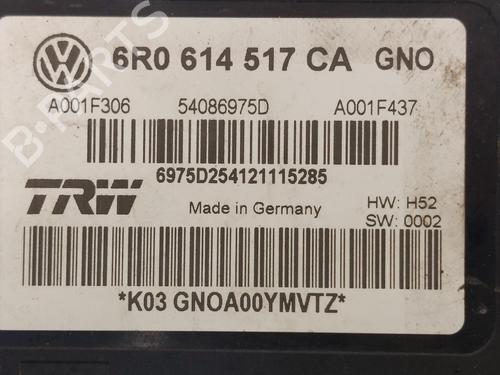 6R0 614 517 CA GNO
A001F306 54086975D A001F437
6975D254121115285
TRW Made in Germany HW: H52
SW: 0002
*K03 GNOA00YMVTZ*
B-PARTS